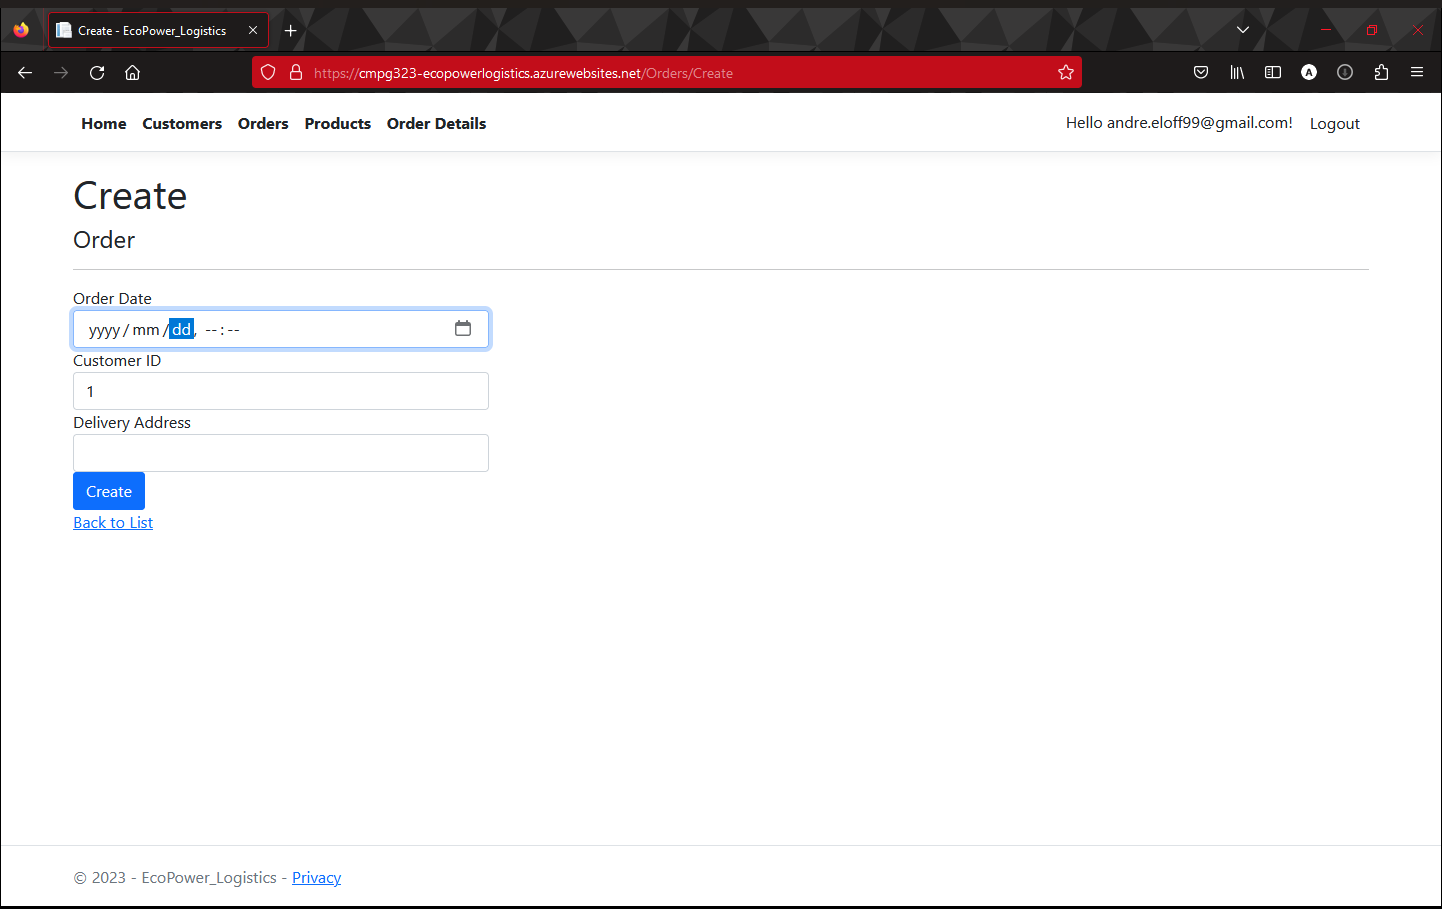 Create - EcoPower_Logistics
https://cmpg323-ecopowerlogistics.azurewebsites.net/Orders/Create
A
Home Customers Orders Products Order Details Hello andre.eloff99@gmail.com! Logout
Create
Order
Order Date
yyyy/mm/dd, --:--
Customer ID
1
Delivery Address
Create
Back to List
© 2023 - EcoPower_Logistics - Privacy